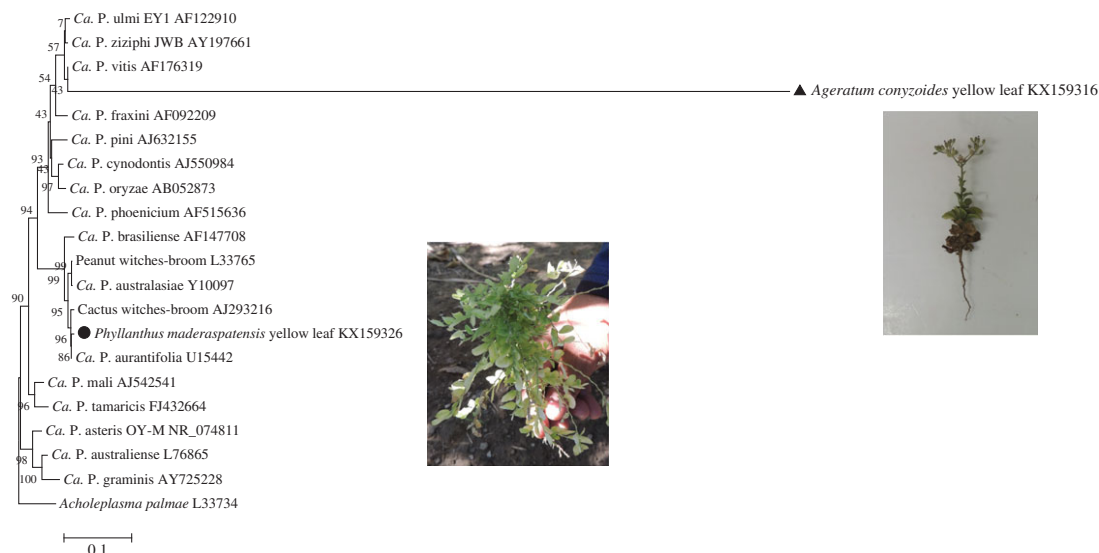 7 Ca. P. ulmi EY1 AF122910
Ca. P. ziziphi JWB AY197661
57
Ca. P. vitis AF176319
54
43
▲ Ageratum conyzoides yellow leaf KX159316
43
Ca. P. fraxini AF092209
Ca. P. pini AJ632155
93
43
Ca. P. cynodontis AJ550984
97
Ca. P. oryzae AB052873
94
Ca. P. phoenicium AF515636
Ca. P. brasiliense AF147708
99
Peanut witches-broom L33765
99
Ca. P. australasiae Y10097
90
95
Cactus witches-broom AJ293216
96
● Phyllanthus maderaspatensis yellow leaf KX159326
86
Ca. P. aurantifolia U15442
Ca. P. mali AJ542541
96
Ca. P. tamaricis FJ432664
Ca. P. asteris OY-M NR_074811
98
Ca. P. australiense L76865
100
Ca. P. graminis AY725228
Acholeplasma palmae L33734
0.1